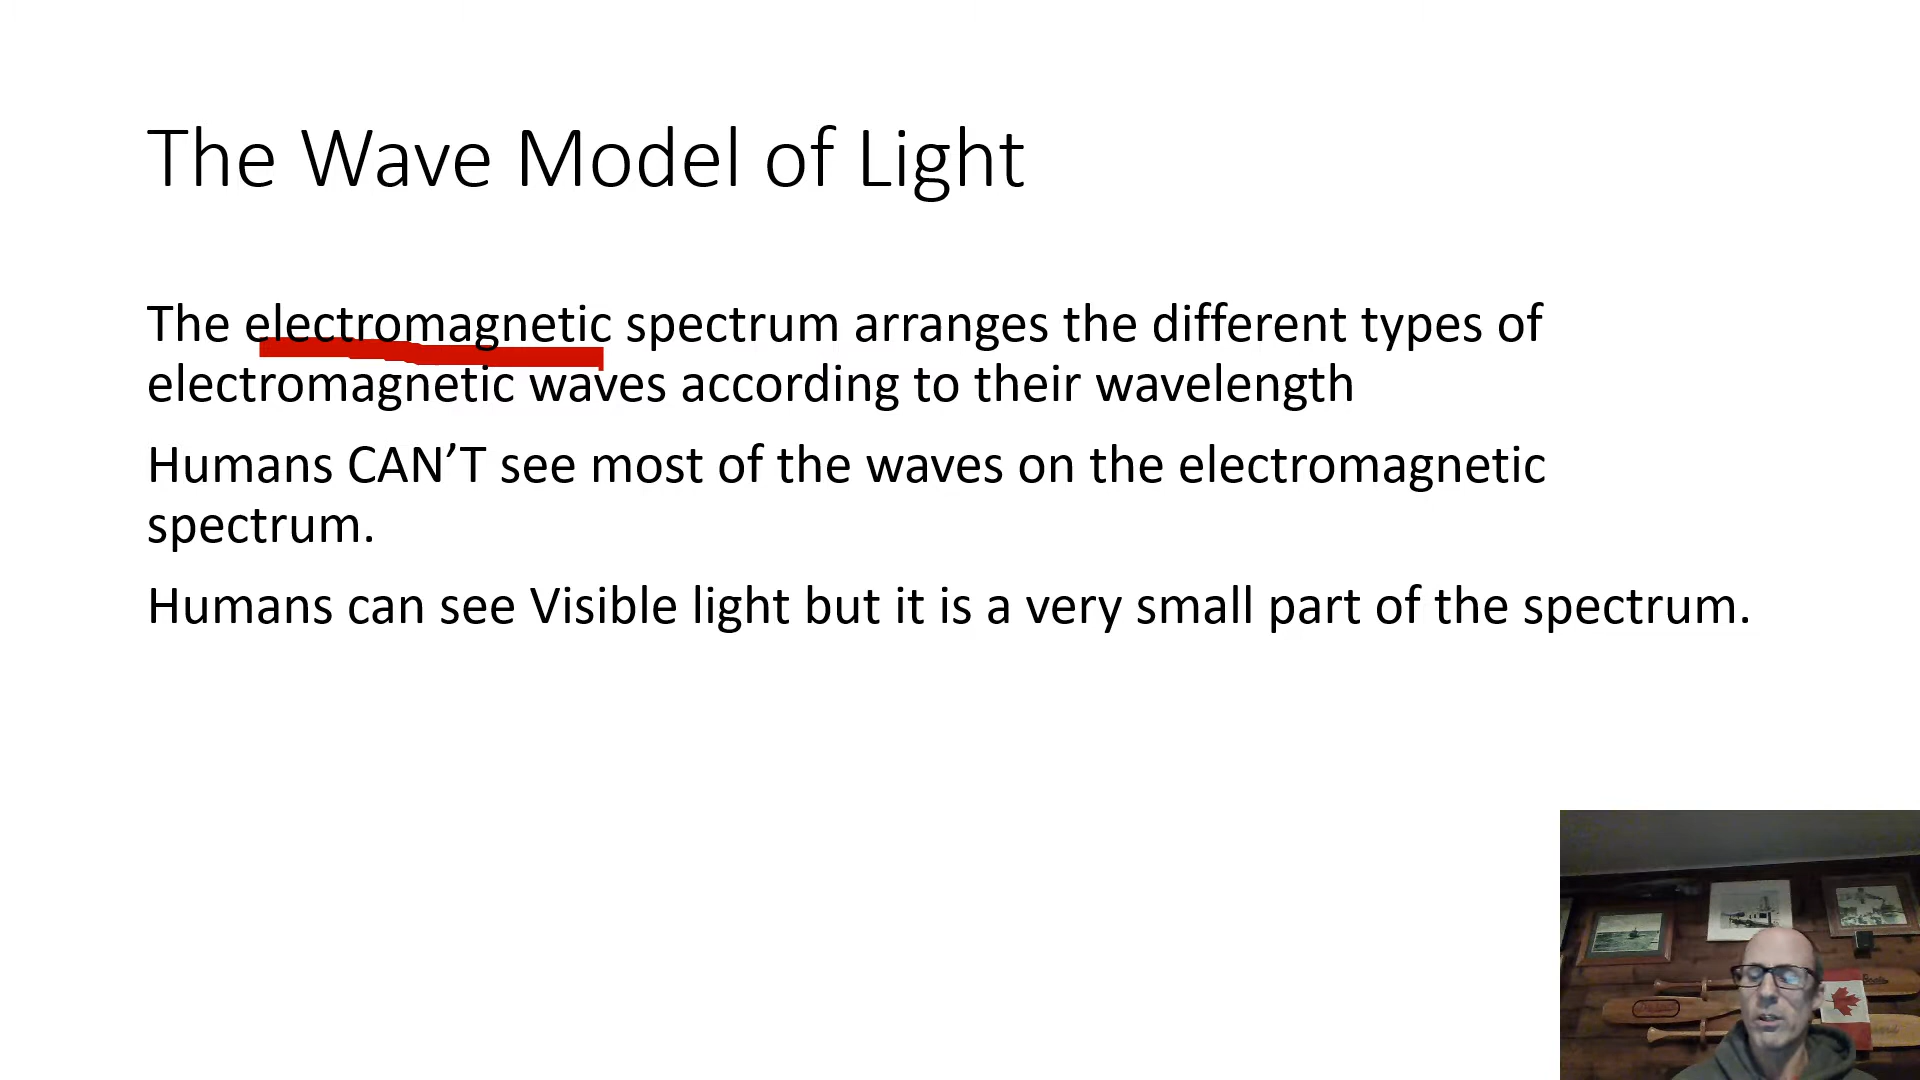 The Wave Model of Light
The electromagnetic spectrum arranges the different types of
electromagnetic waves according to their wavelength
Humans CAN’T see most of the waves on the electromagnetic
spectrum.
Humans can see Visible light but it is a very small part of the spectrum.